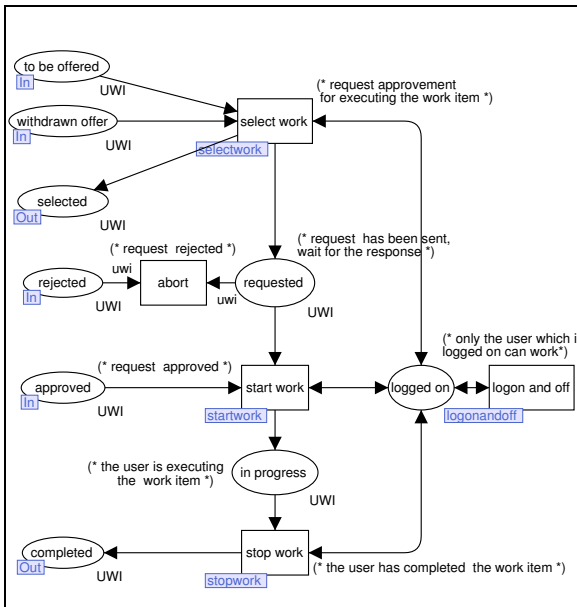 to be offered
In
UWI
(* request approvement
for executing the work item *)
withdrawn offer
In
UWI
select work
selectwork
selected
Out
UWI
(* request has been sent,
wait for the response *)
(* request rejected *)
rejected
In
UWI
uwi
abort
uwi
requested
UWI
(* only the user which i
logged on can work*)
(* request approved *)
approved
In
UWI
start work
startwork
logged on
logon and off
logonandoff
(* the user is executing
the work item *)
in progress
UWI
completed
Out
UWI
stop work
stopwork
(* the user has completed the work item *)